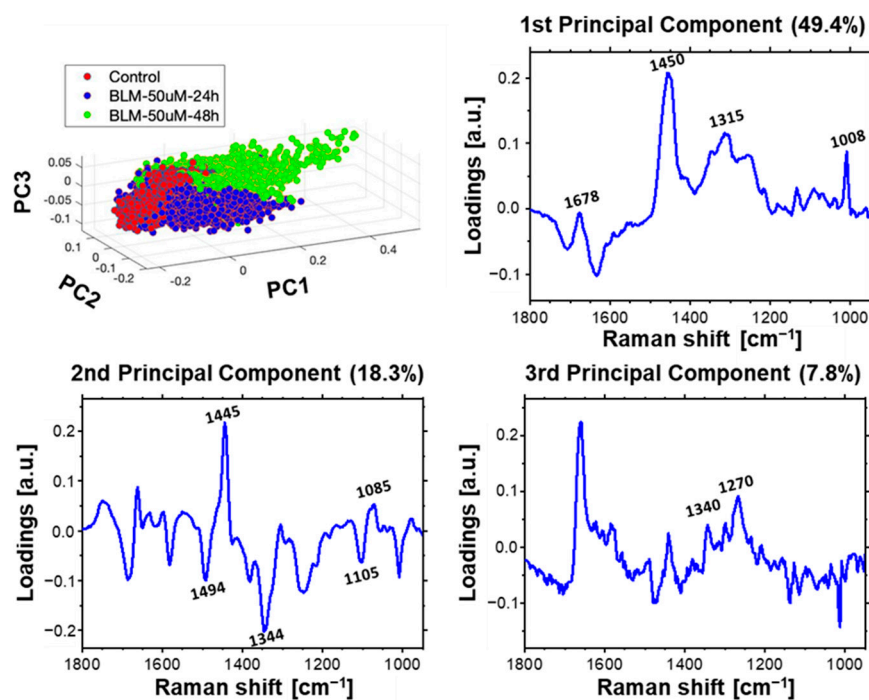 Control
BLM-50uM-24h
BLM-50uM-48h
PC3
0.05
0
-0.05
-0.1
0.1
0
-0.1
-0.2
PC2
-0.2
0
0.2
0.4
PC1
1st Principal Component (49.4%)
Loadings [a.u.]
0.2
0.1
0.0
−0.1
1450
1315
1008
1678
1800 1600 1400 1200 1000
Raman shift [cm⁻¹]
2nd Principal Component (18.3%)
Loadings [a.u.]
0.2
0.1
0.0
−0.1
−0.2
1445
1085
1494
1105
1344
1800 1600 1400 1200 1000
Raman shift [cm⁻¹]
3rd Principal Component (7.8%)
Loadings [a.u.]
0.2
0.1
0.0
−0.1
1340
1270
1800 1600 1400 1200 1000
Raman shift [cm⁻¹]